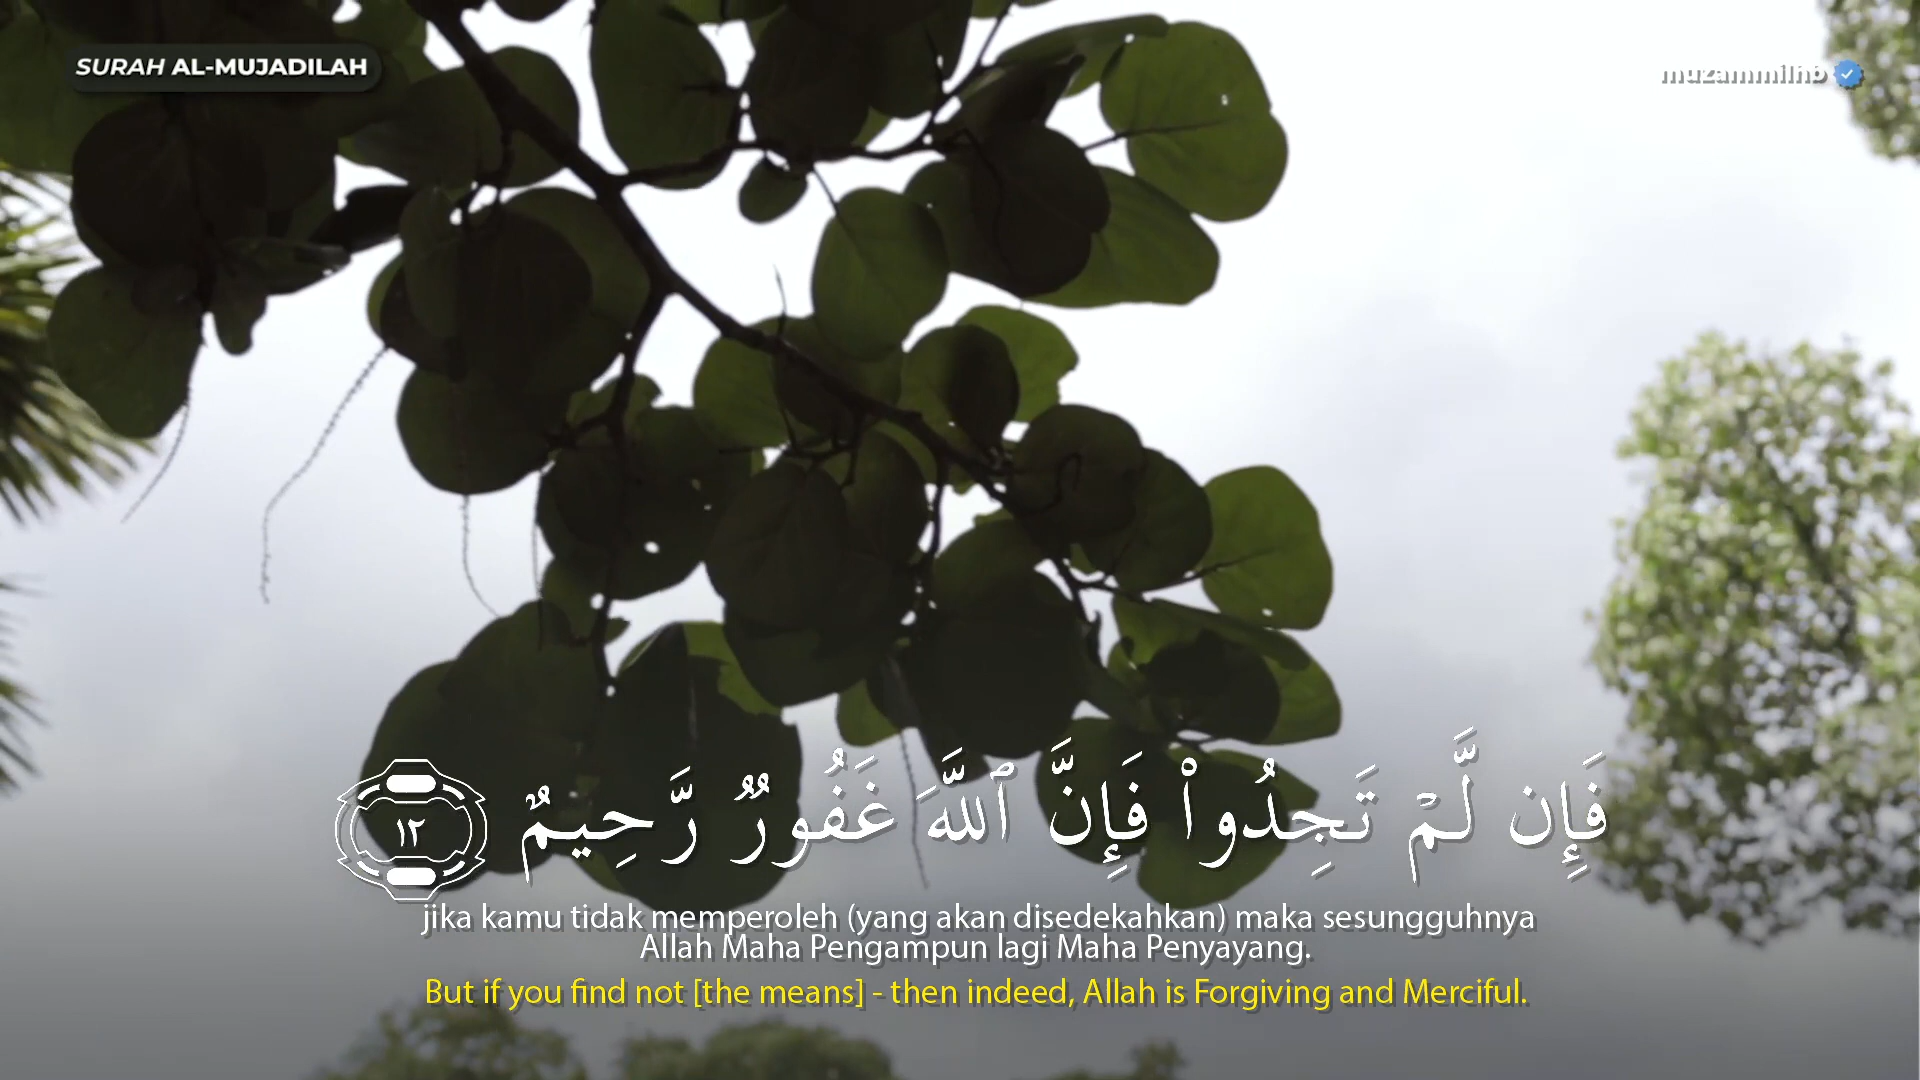 SURAH AL-MUJADILAH
muzammilhb
فَإِن لَّمْ تَجِدُوا۟ فَإِنَّ ٱللَّهَ غَفُورٌ رَّحِيمٌ ١٢
jika kamu tidak memperoleh (yang akan disedekahkan) maka sesungguhnya
Allah Maha Pengampun lagi Maha Penyayang.
But if you find not [the means] - then indeed, Allah is Forgiving and Merciful.